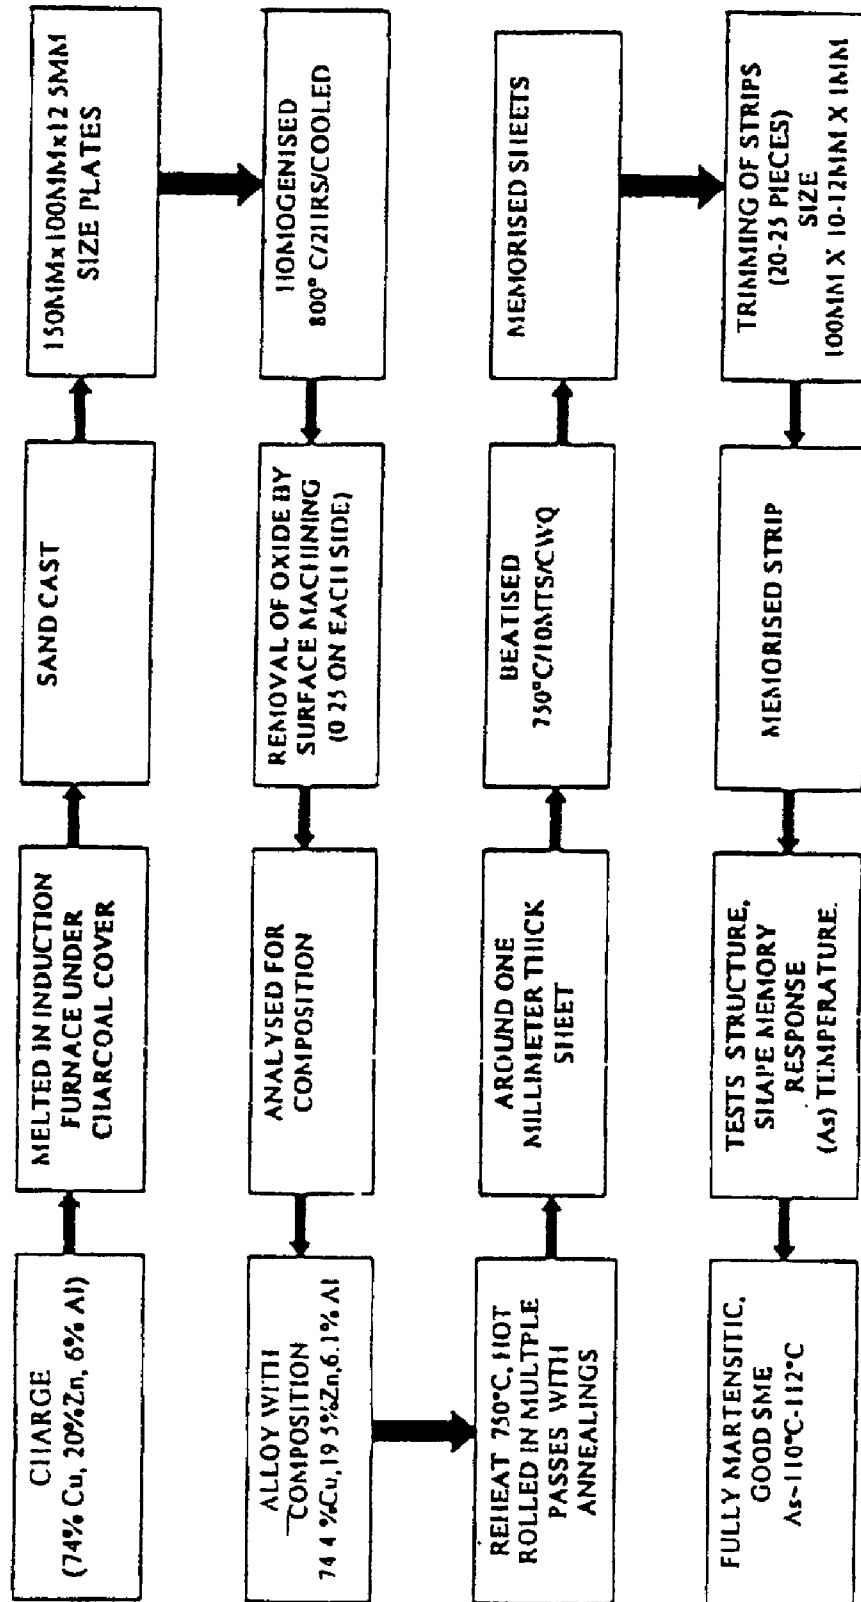 CHARGE
(74% Cu, 20%Zn, 6% Al)
MELTED IN INDUCTION
FURNACE UNDER
CHARCOAL COVER
SAND CAST
150MMx100MMx12 5MM
SIZE PLATES
HOMOGENISED
800° C/2HRS/COOLED
REMOVAL OF OXIDE BY
SURFACE MACHINING
(0 25 ON EACH SIDE)
ANALYSED FOR
COMPOSITION
ALLOY WITH
COMPOSITION
74 4 %Cu,19 5%Zn,6.1% Al
REHEAT 750°C, HOT
ROLLED IN MULTPLE
PASSES WITH
ANNEALINGS
AROUND ONE
MILLIMETER THICK
SHEET
BEATISED
750°C/10MTS/CWQ
MEMORISED SHEETS
TRIMMING OF STRIPS
(20-25 PIECES)
SIZE
100MM X 10-12MM X 1MM
MEMORISED STRIP
TESTS STRUCTURE,
SHAPE MEMORY
RESPONSE
(As) TEMPERATURE.
FULLY MARTENSITIC,
GOOD SME
As~110°C-112°C